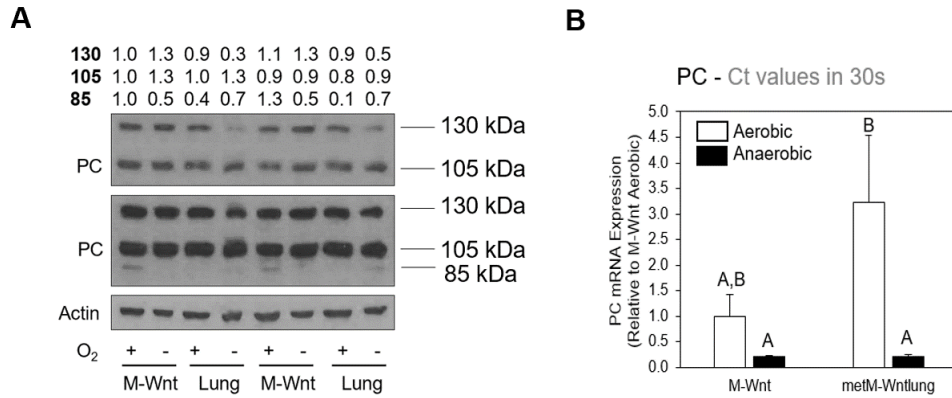 A
130 1.0 1.3 0.9 0.3 1.1 1.3 0.9 0.5
105 1.0 1.3 1.0 1.3 0.9 0.9 0.8 0.9
85 1.0 0.5 0.4 0.7 1.3 0.5 0.1 0.7
130 kDa
PC
105 kDa
130 kDa
PC
105 kDa
85 kDa
Actin
O₂ + - + - + - + -
M-Wnt Lung M-Wnt Lung
B
PC - Ct values in 30s
PC mRNA Expression
(Relative to M-Wnt Aerobic)
5.0
4.5
4.0
3.5
3.0
2.5
2.0
1.5
1.0
0.5
0.0
Aerobic
Anaerobic
A,B
A
B
A
M-Wnt metM-Wntlung